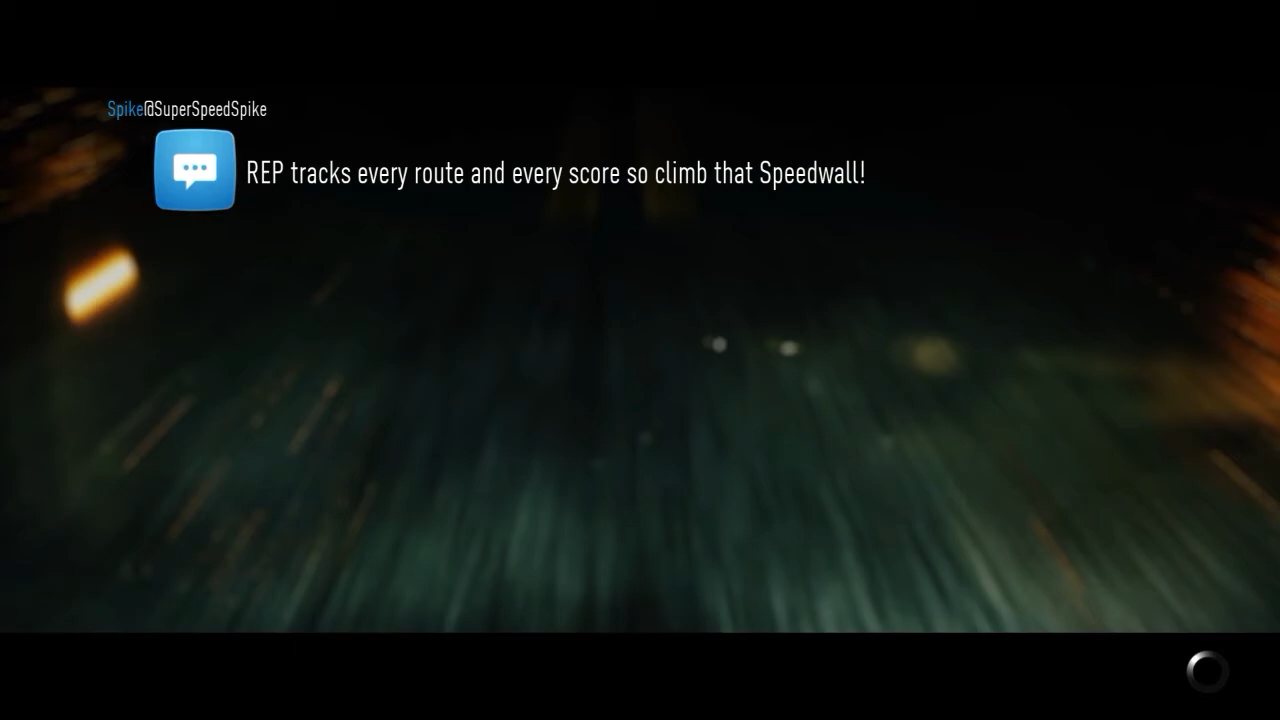 Spike@SuperSpeedSpike
REP tracks every route and every score so climb that Speedwall!